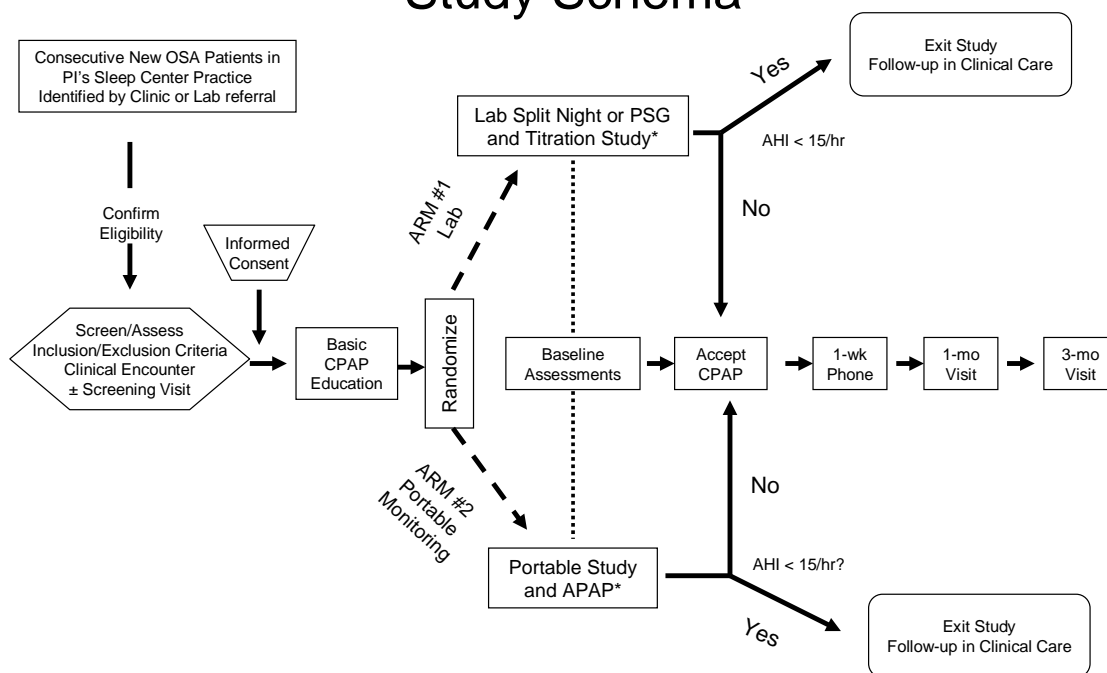 Study Schema
Consecutive New OSA Patients in
PI's Sleep Center Practice
Identified by Clinic or Lab referral
Confirm
Eligibility
Informed
Consent
Screen/Assess
Inclusion/Exclusion Criteria
Clinical Encounter
± Screening Visit
Basic
CPAP
Education
Randomize
ARM #1
Lab
Lab Split Night or PSG
and Titration Study*
Yes
AHI < 15/hr
No
Exit Study
Follow-up in Clinical Care
Baseline
Assessments
Accept
CPAP
1-wk
Phone
1-mo
Visit
3-mo
Visit
ARM #2
Portable
Monitoring
Portable Study
and APAP*
No
AHI < 15/hr?
Yes
Exit Study
Follow-up in Clinical Care